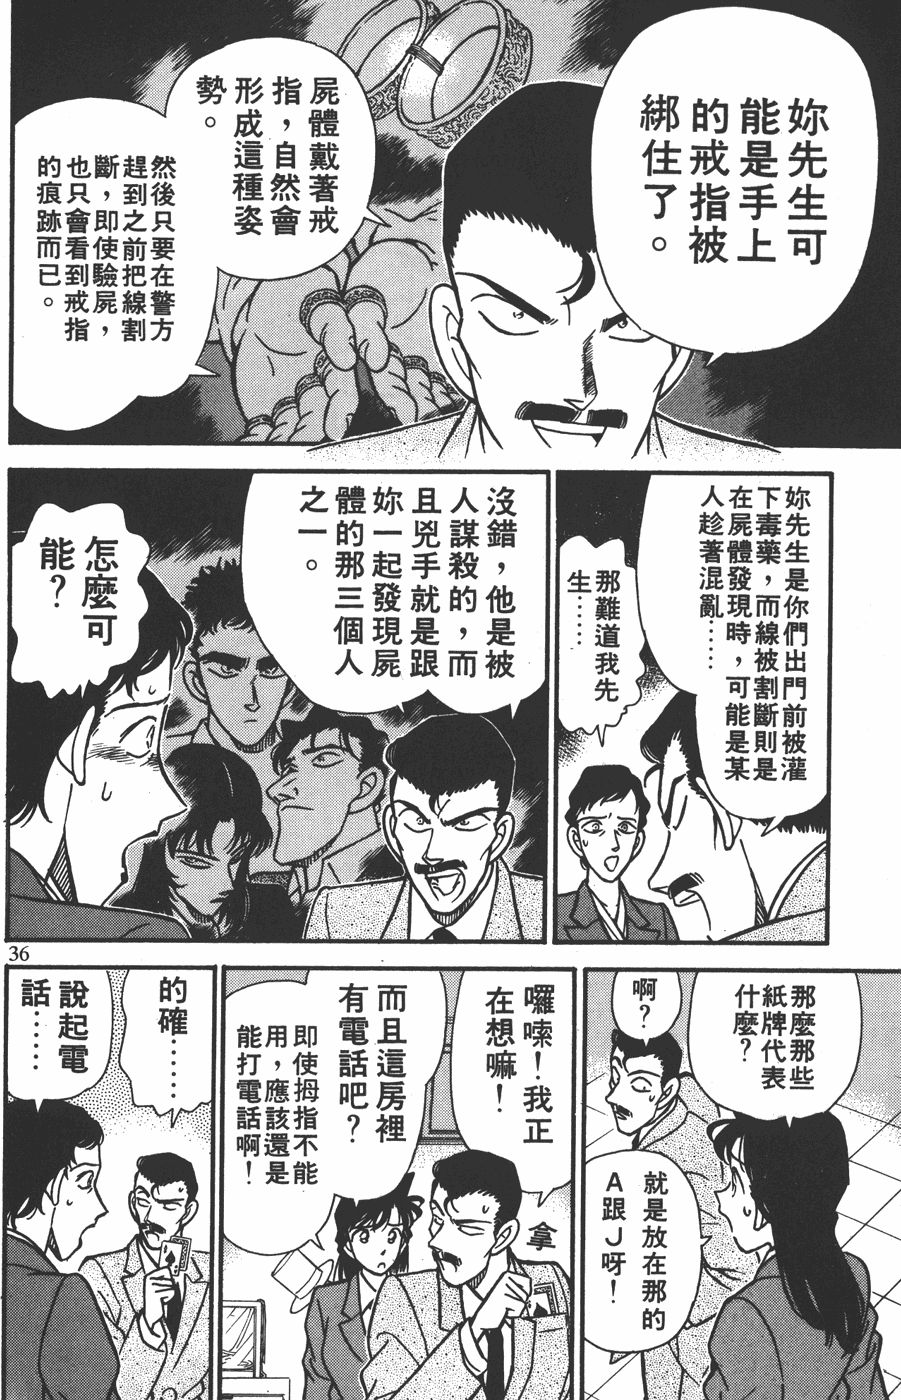 妳先生可
能是手上
的戒指被
綁住了。
屍體戴著戒
指，自然會
形成這種姿
勢。
然後只要在警方
趕到之前把線割
斷，即使驗屍，
也只會看到戒指
的痕跡而已。
妳先生是你們出門前被灌
下毒藥，而線被割斷則是
在屍體發現時，可能是某
人趁著混亂……
那難道我先
生……
沒錯，他是被
人謀殺的，而
且兇手就是跟
妳一起發現屍
體的那三個人
之一。
怎麼可
能？
36
那麼那些
紙牌代表
什麼？
啊？
就是放在那的
A跟J呀！
囉嗦！我正
在想嘛！
拿
而且這房裡
有電話吧？
即使拇指不能
用，應該還是
能打電話啊！
的確……
說起電
話……